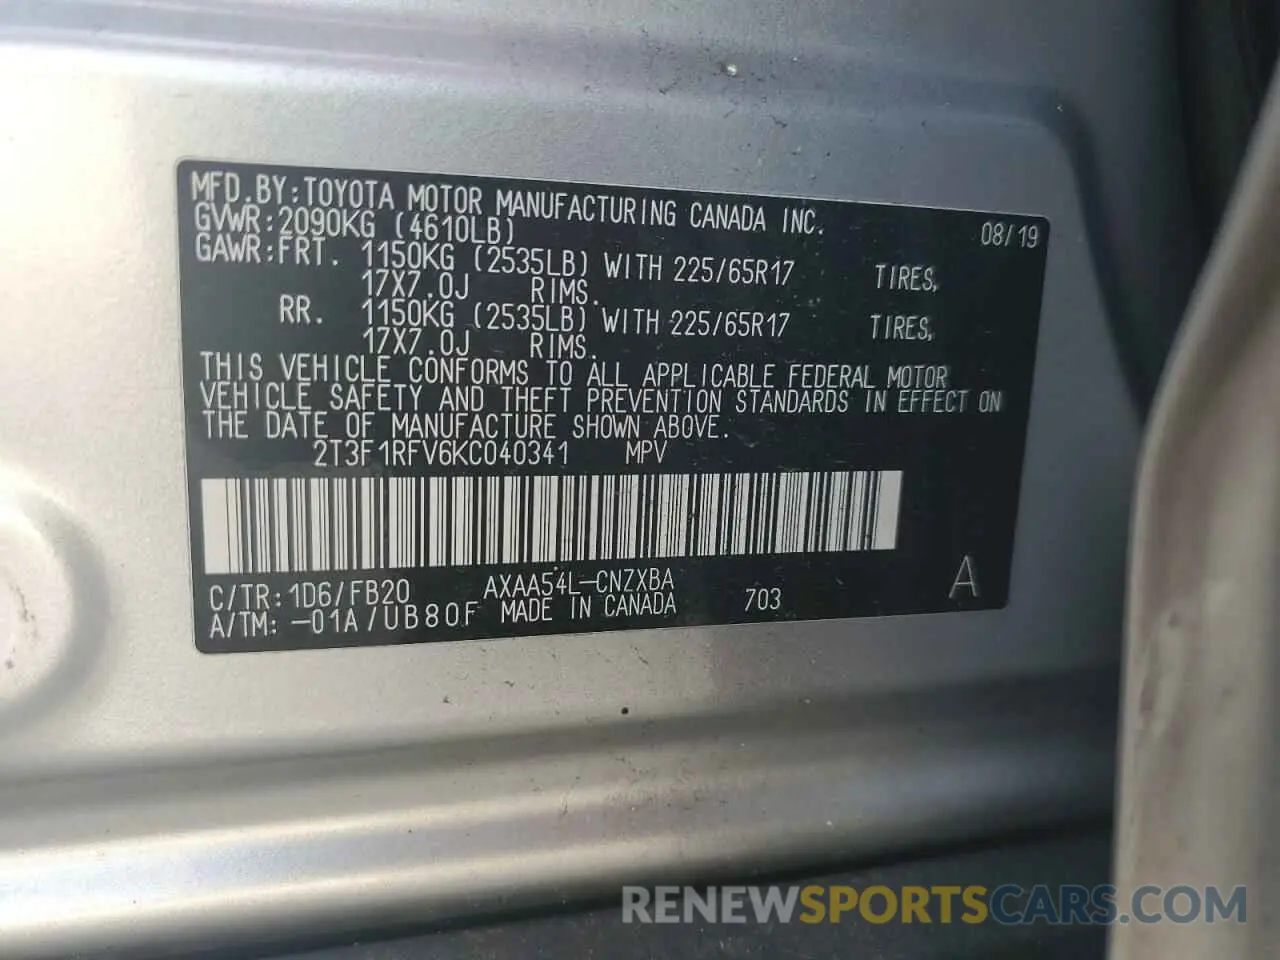 MFD.BY:TOYOTA MOTOR MANUFACTURING CANADA INC. 08/19
GVWR:2090KG (4610LB)
GAWR:FRT. 1150KG (2535LB) WITH 225/65R17 TIRES,
17X7.0J RIMS.
RR. 1150KG (2535LB) WITH 225/65R17 TIRES,
17X7.0J RIMS.
THIS VEHICLE CONFORMS TO ALL APPLICABLE FEDERAL MOTOR
VEHICLE SAFETY AND THEFT PREVENTION STANDARDS IN EFFECT ON
THE DATE OF MANUFACTURE SHOWN ABOVE.
2T3F1RFV6KC040341 MPV
C/TR:1D6/FB20 AXAA54L-CNZXBA A
A/TM:-01A/UB80F MADE IN CANADA 703
RENEWSPORTSCARS.COM